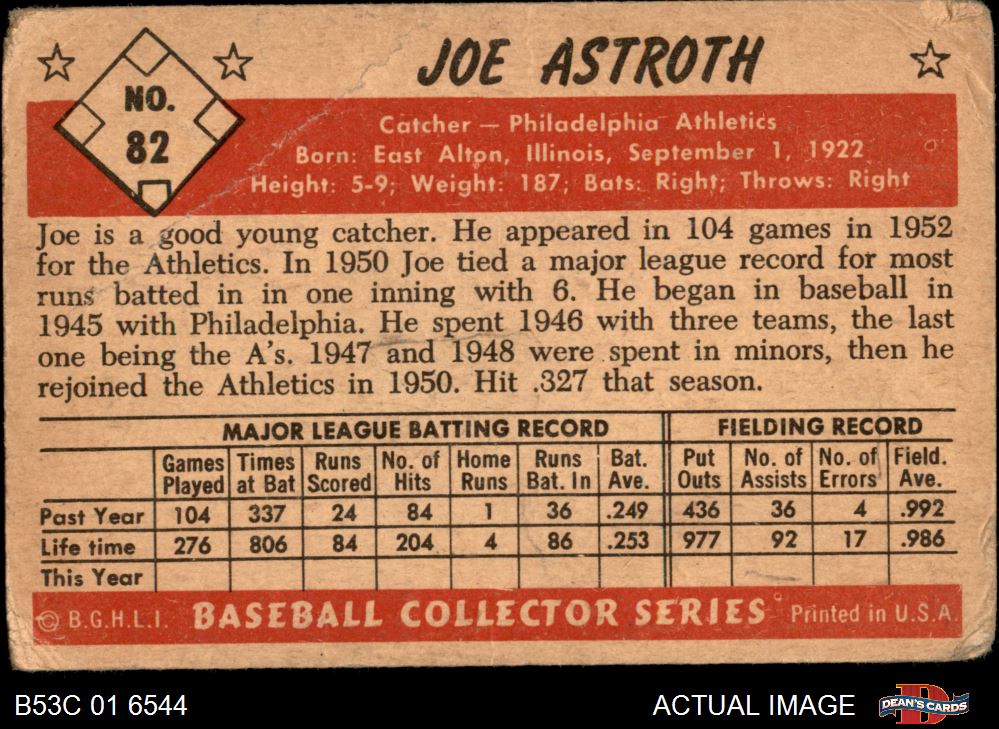 JOE ASTROTH
NO.
82
Catcher — Philadelphia Athletics
Born: East Alton, Illinois, September 1, 1922
Height: 5-9; Weight: 187; Bats: Right; Throws: Right
Joe is a good young catcher. He appeared in 104 games in 1952
for the Athletics. In 1950 Joe tied a major league record for most
runs batted in in one inning with 6. He began in baseball in
1945 with Philadelphia. He spent 1946 with three teams, the last
one being the A's. 1947 and 1948 were spent in minors, then he
rejoined the Athletics in 1950. Hit .327 that season.
MAJOR LEAGUE BATTING RECORD FIELDING RECORD
Games Times Runs No. of Home Runs Bat. Put No. of No. of Field.
Played at Bat Scored Hits Runs Bat. In Ave. Outs Assists Errors Ave.
Past Year 104 337 24 84 1 36 .249 436 36 4 .992
Life time 276 806 84 204 4 86 .253 977 92 17 .986
This Year
© B.G.H.L.I. BASEBALL COLLECTOR SERIES Printed in U.S.A.
B53C 01 6544 ACTUAL IMAGE DEAN'S CARDS